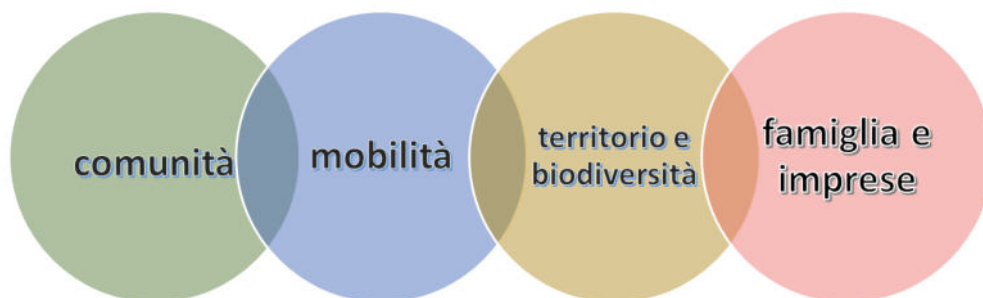 comunità
mobilità
territorio e
biodiversità
famiglia e
imprese